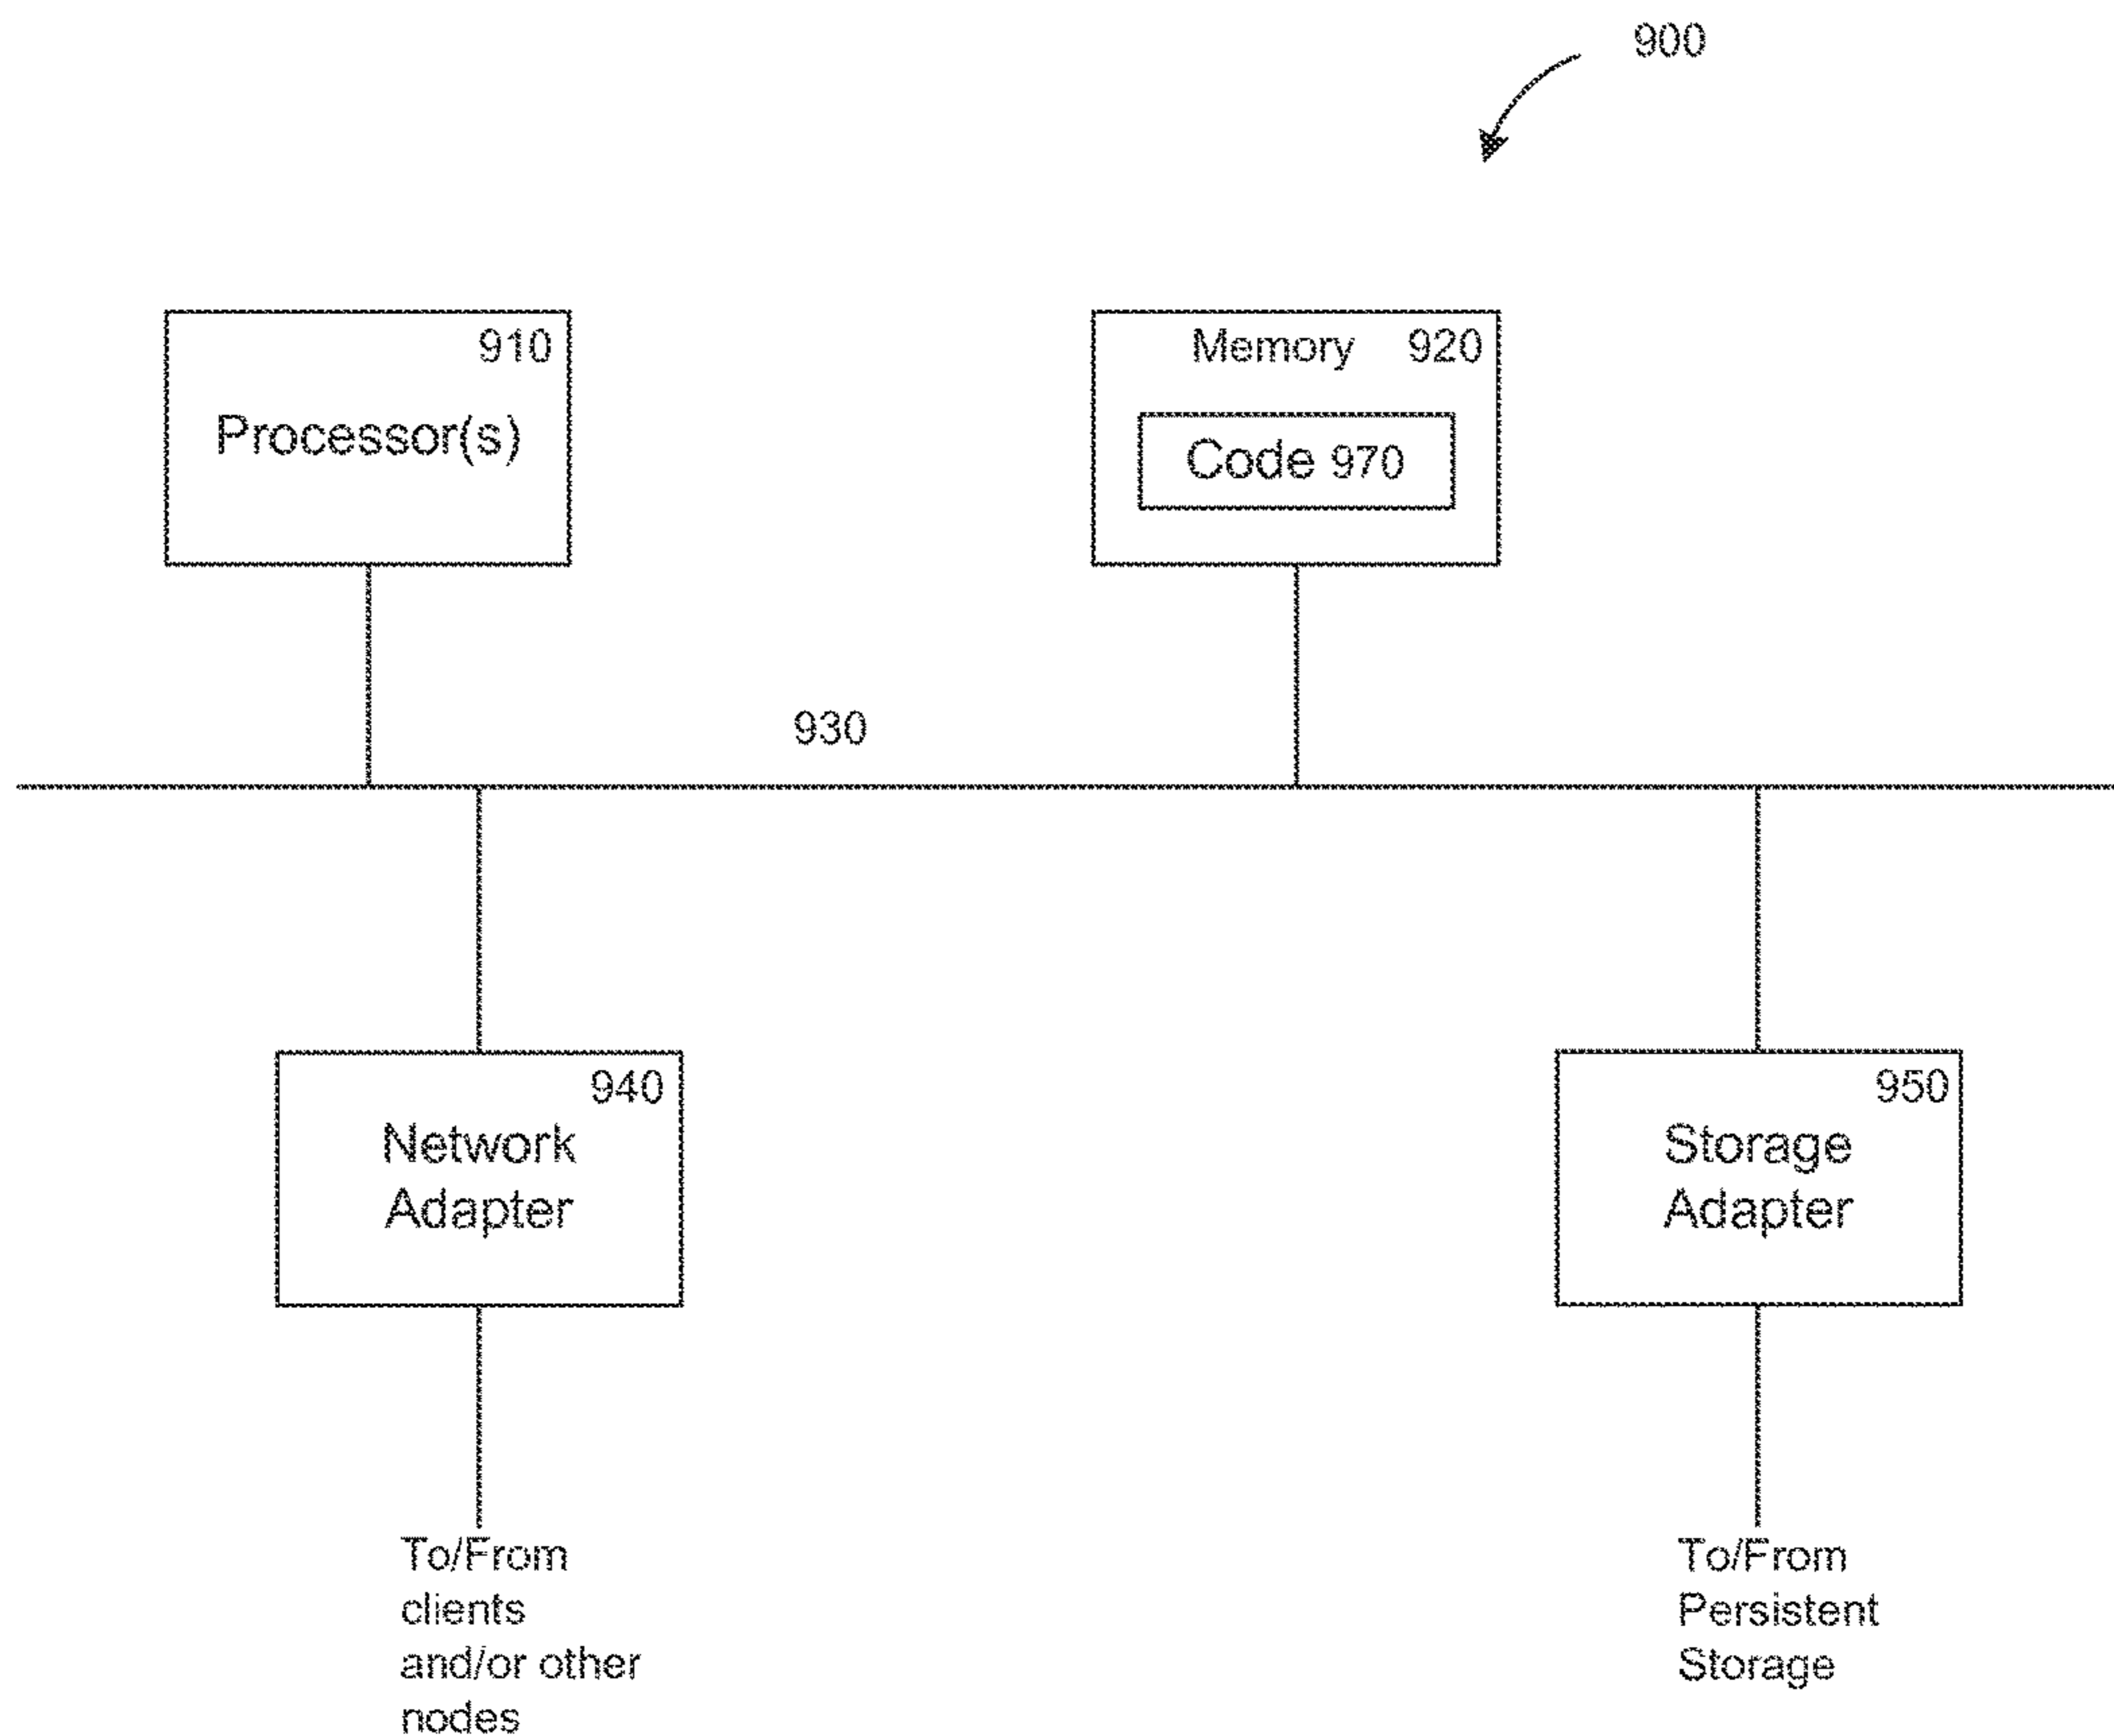 900
910
Processor(s)
Memory 920
Code 970
930
940
Network
Adapter
950
Storage
Adapter
To/From
clients
and/or other
nodes
To/From
Persistent
Storage